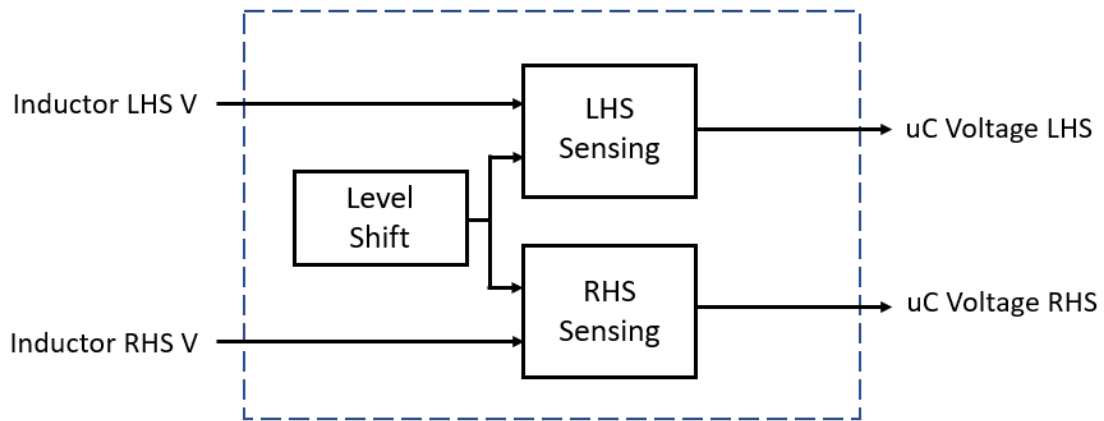 Inductor LHS V
LHS
Sensing
uC Voltage LHS
Level
Shift
RHS
Sensing
uC Voltage RHS
Inductor RHS V